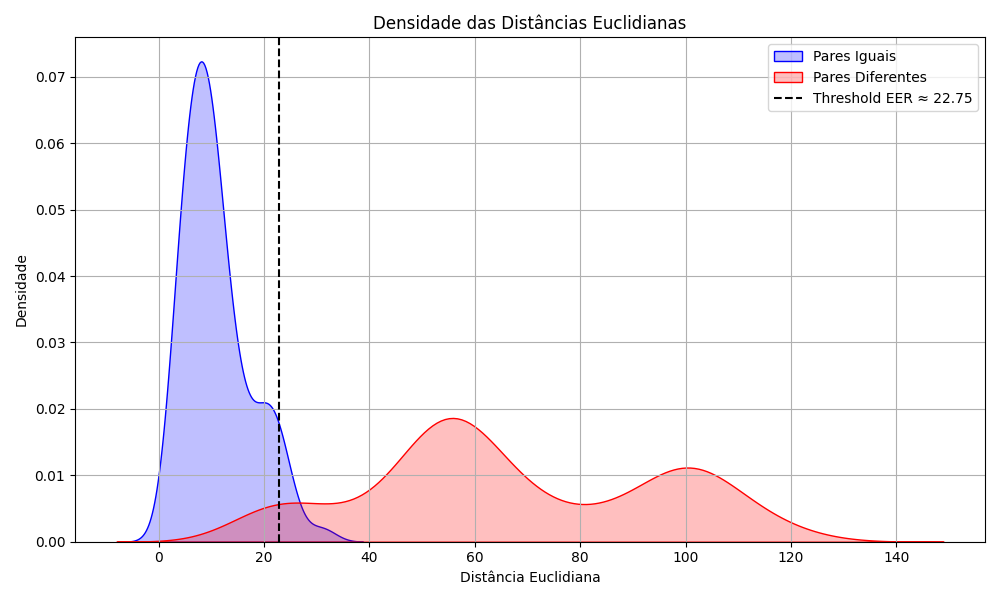 Densidade das Distâncias Euclidianas
Pares Iguais
Pares Diferentes
Threshold EER ≈ 22.75
Densidade
0.07
0.06
0.05
0.04
0.03
0.02
0.01
0.00
0 20 40 60 80 100 120 140
Distância Euclidiana